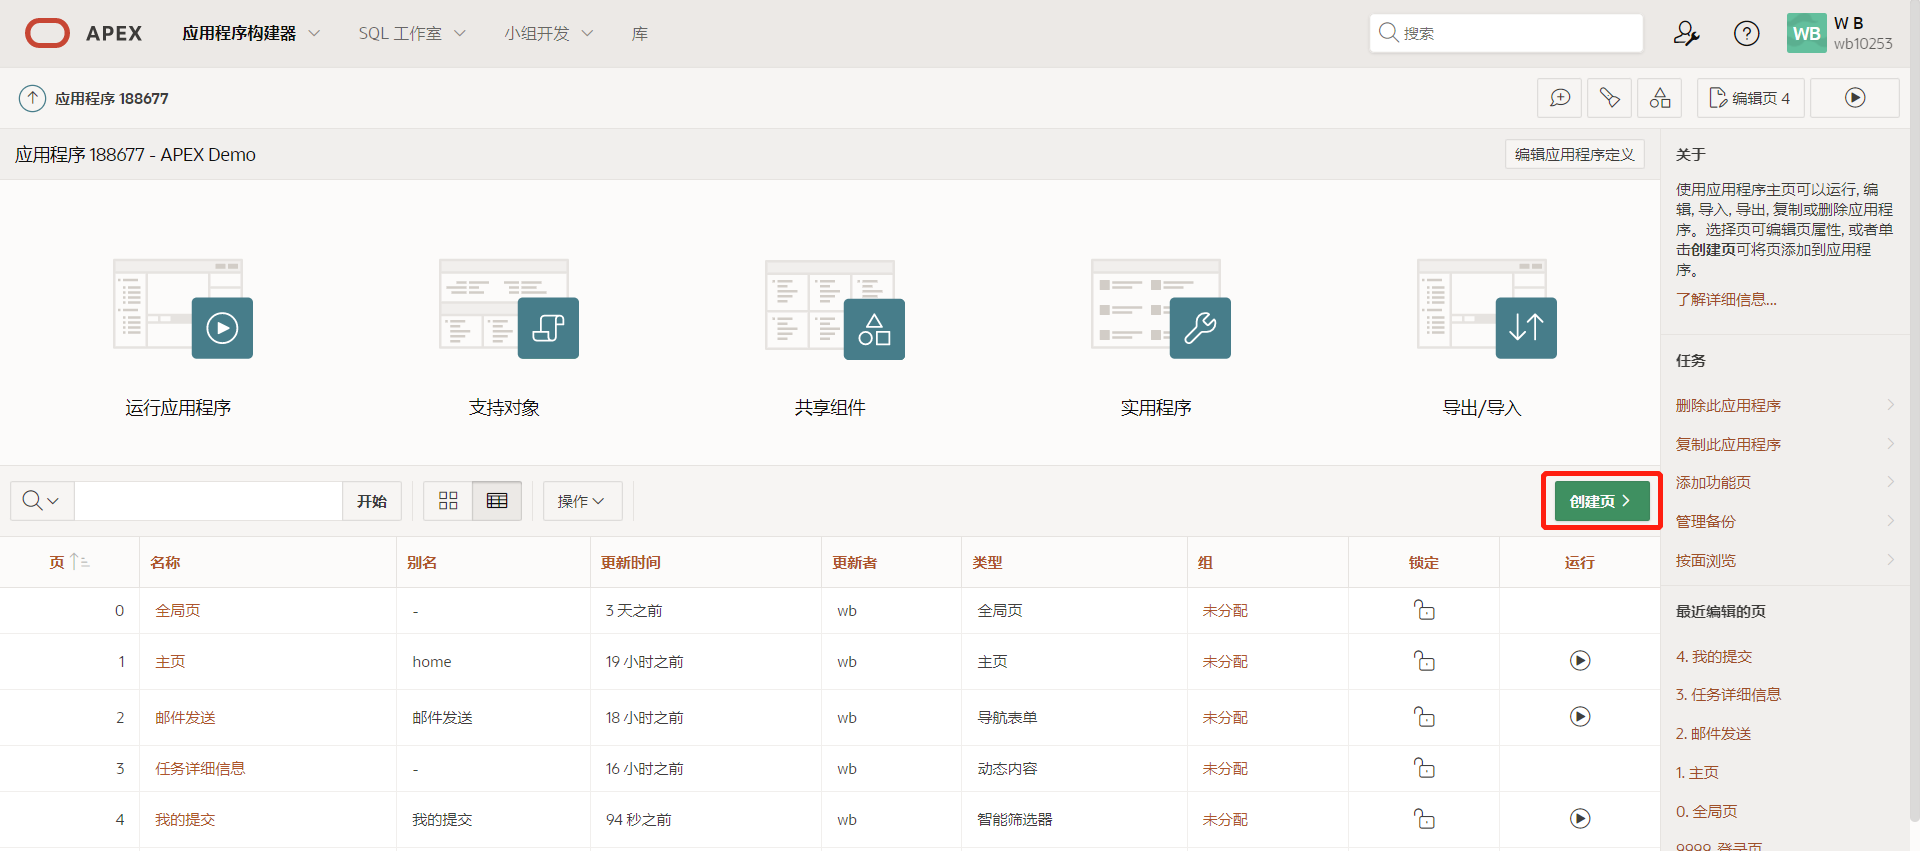 APEX 应用程序构建器 SQL 工作室 小组开发 库 搜索 WB W B
wb10253
应用程序 188677 编辑页 4
应用程序 188677 - APEX Demo 编辑应用程序定义
运行应用程序 支持对象 共享组件 实用程序 导出/导入
开始 操作 创建页
页 名称 别名 更新时间 更新者 类型 组 锁定 运行
0 全局页 - 3 天之前 wb 全局页 未分配
1 主页 home 19 小时之前 wb 主页 未分配
2 邮件发送 邮件发送 18 小时之前 wb 导航表单 未分配
3 任务详细信息 - 16 小时之前 wb 动态内容 未分配
4 我的提交 我的提交 94 秒之前 wb 智能筛选器 未分配
关于
使用应用程序主页可以运行, 编
辑, 导入, 导出, 复制或删除应用程
序。选择页可编辑页属性, 或者单
击创建页可将页添加到应用程
序。
了解详细信息...
任务
删除此应用程序
复制此应用程序
添加功能页
管理备份
按面浏览
最近编辑的页
4. 我的提交
3. 任务详细信息
2. 邮件发送
1. 主页
0. 全局页
9999. 登录页